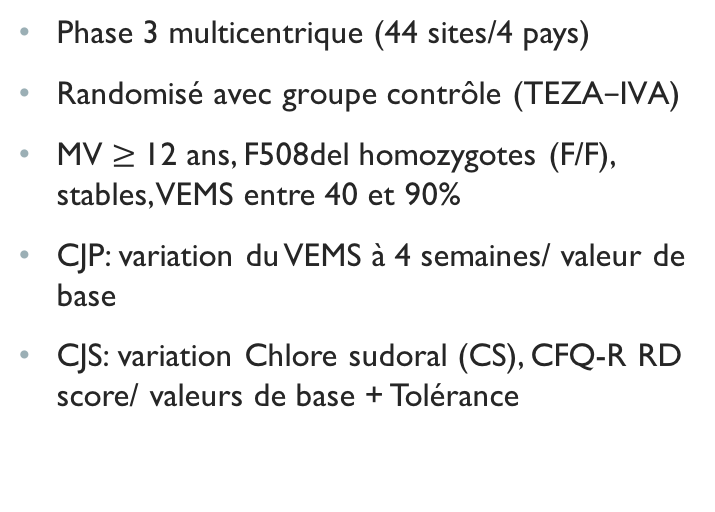 • Phase 3 multicentrique (44 sites/4 pays)
• Randomisé avec groupe contrôle (TEZA–IVA)
• MV ≥ 12 ans, F508del homozygotes (F/F),
stables, VEMS entre 40 et 90%
• CJP: variation du VEMS à 4 semaines/ valeur de
base
• CJS: variation Chlore sudoral (CS), CFQ-R RD
score/ valeurs de base + Tolérance